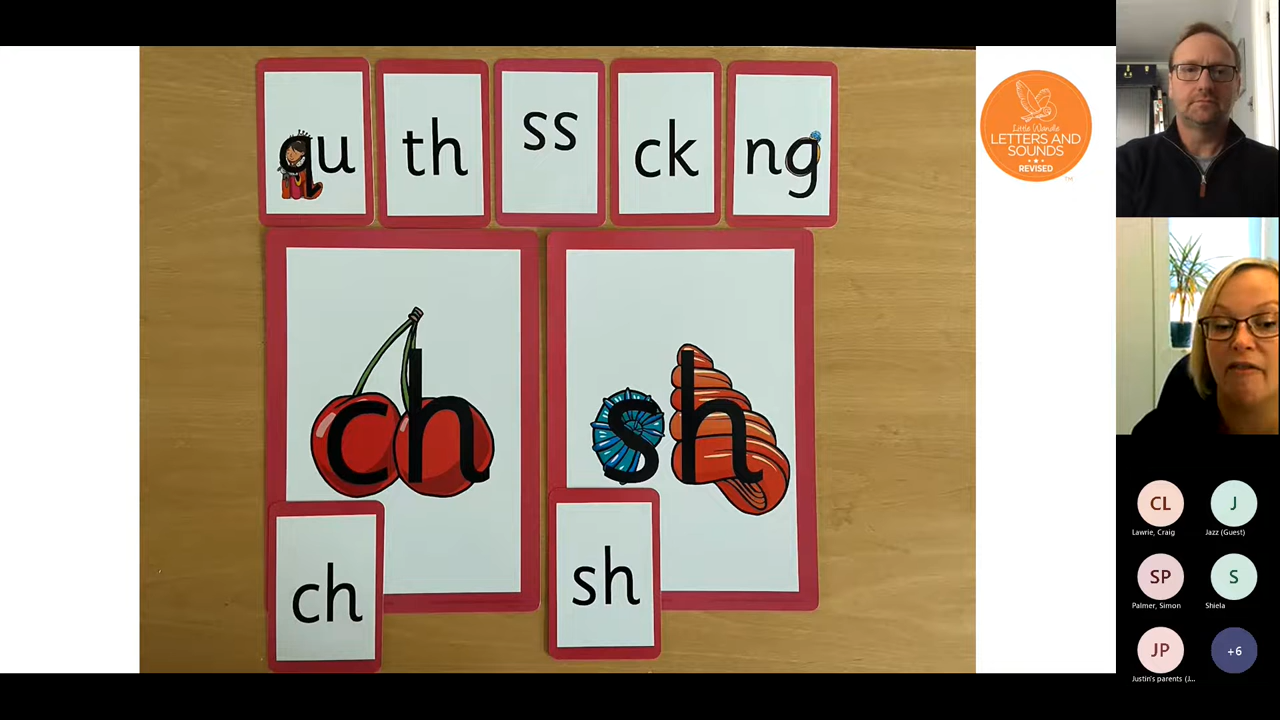 qu
th
ss
ck
ng
ch
sh
ch
sh
Little Wandle
LETTERS AND
SOUNDS
REVISED
TM
CL
Lawrie, Craig
J
Jazz (Guest)
SP
Palmer, Simon
S
Shiela
JP
Justin's parents (J...
+6